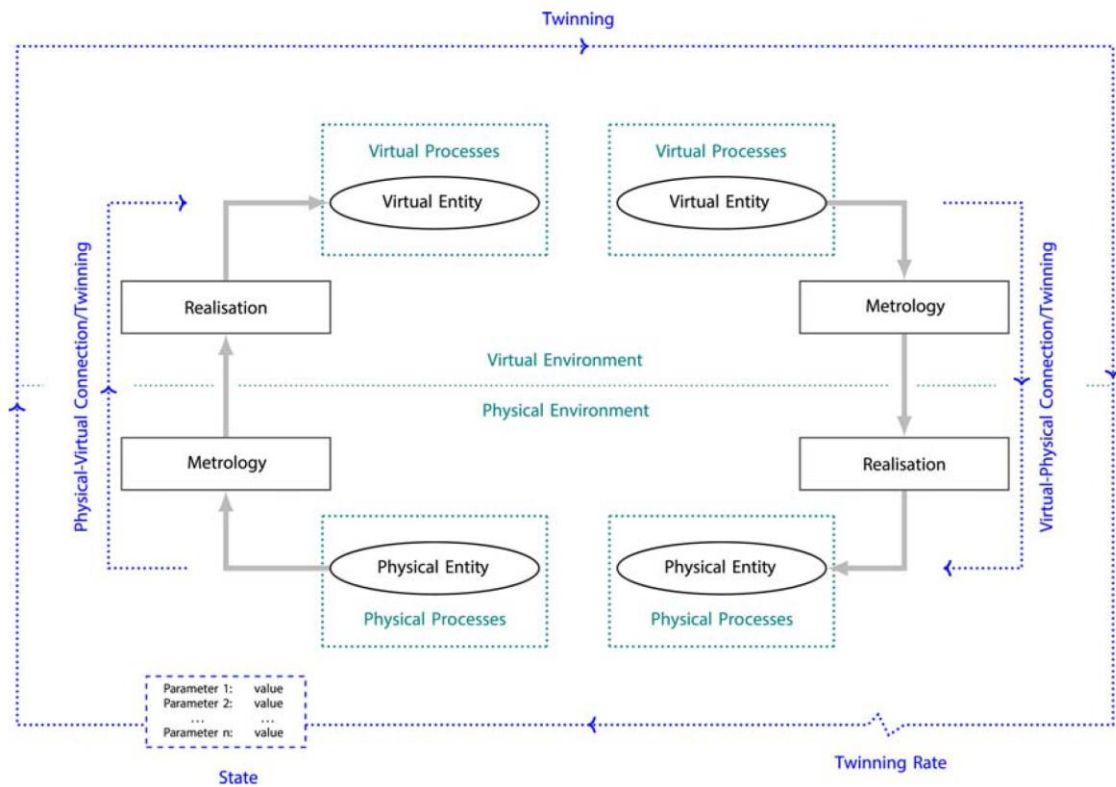 Twinning
Virtual Processes
Virtual Processes
Virtual Entity
Virtual Entity
Physical-Virtual Connection/Twinning
Virtual-Physical Connection/Twinning
Realisation
Metrology
Virtual Environment
Physical Environment
Metrology
Realisation
Physical Entity
Physical Entity
Physical Processes
Physical Processes
Parameter 1: value
Parameter 2: value
... ...
Parameter n: value
State
Twinning Rate